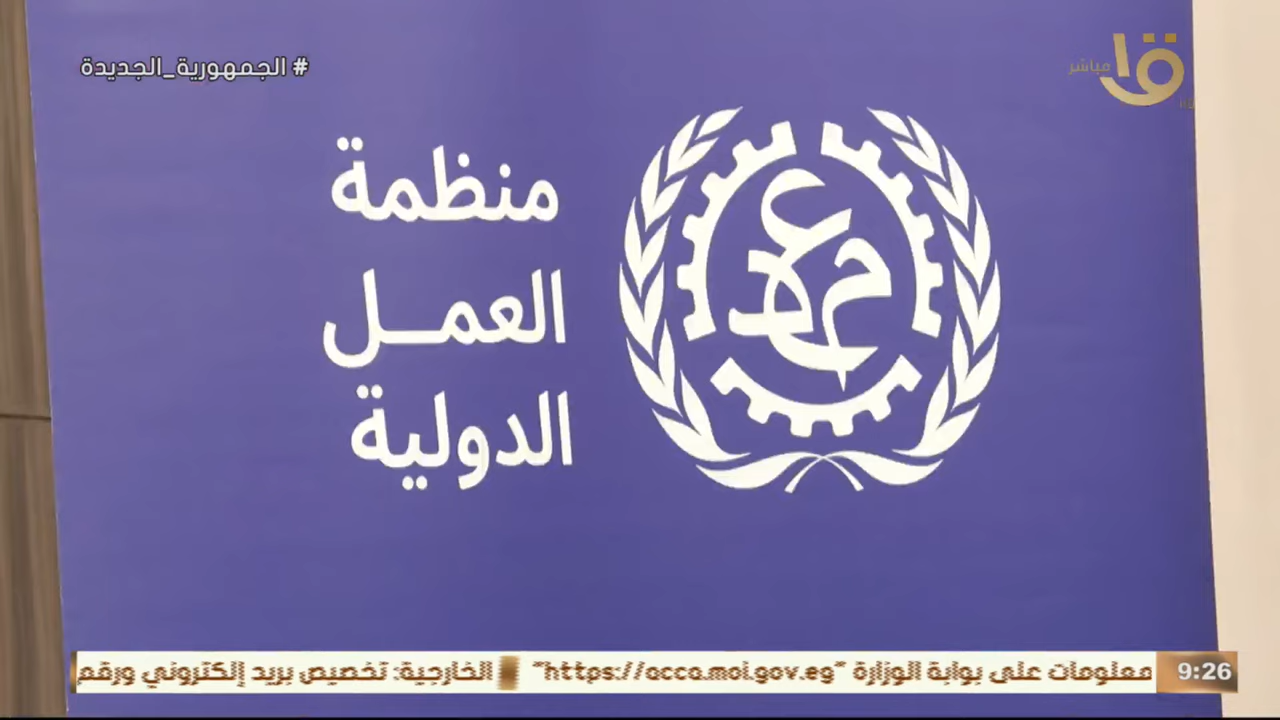 #الجمهورية_الجديدة
مباشر
منظمة
العمل
الدولية
معلومات على بوابة الوزارة "https://acca.moi.gov.eg" الخارجية: تخصيص بريد إلكتروني ورقم
9:26